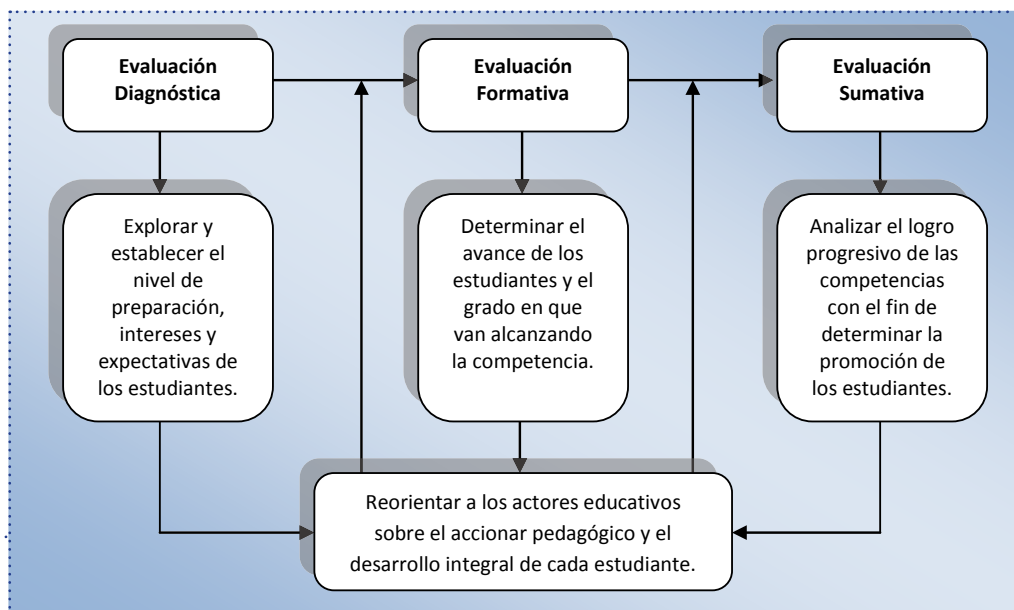 Evaluación
Diagnóstica
Evaluación
Formativa
Evaluación
Sumativa
Explorar y
establecer el
nivel de
preparación,
intereses y
expectativas de
los estudiantes.
Determinar el
avance de los
estudiantes y el
grado en que
van alcanzando
la competencia.
Analizar el logro
progresivo de las
competencias
con el fin de
determinar la
promoción de
los estudiantes.
Reorientar a los actores educativos
sobre el accionar pedagógico y el
desarrollo integral de cada estudiante.